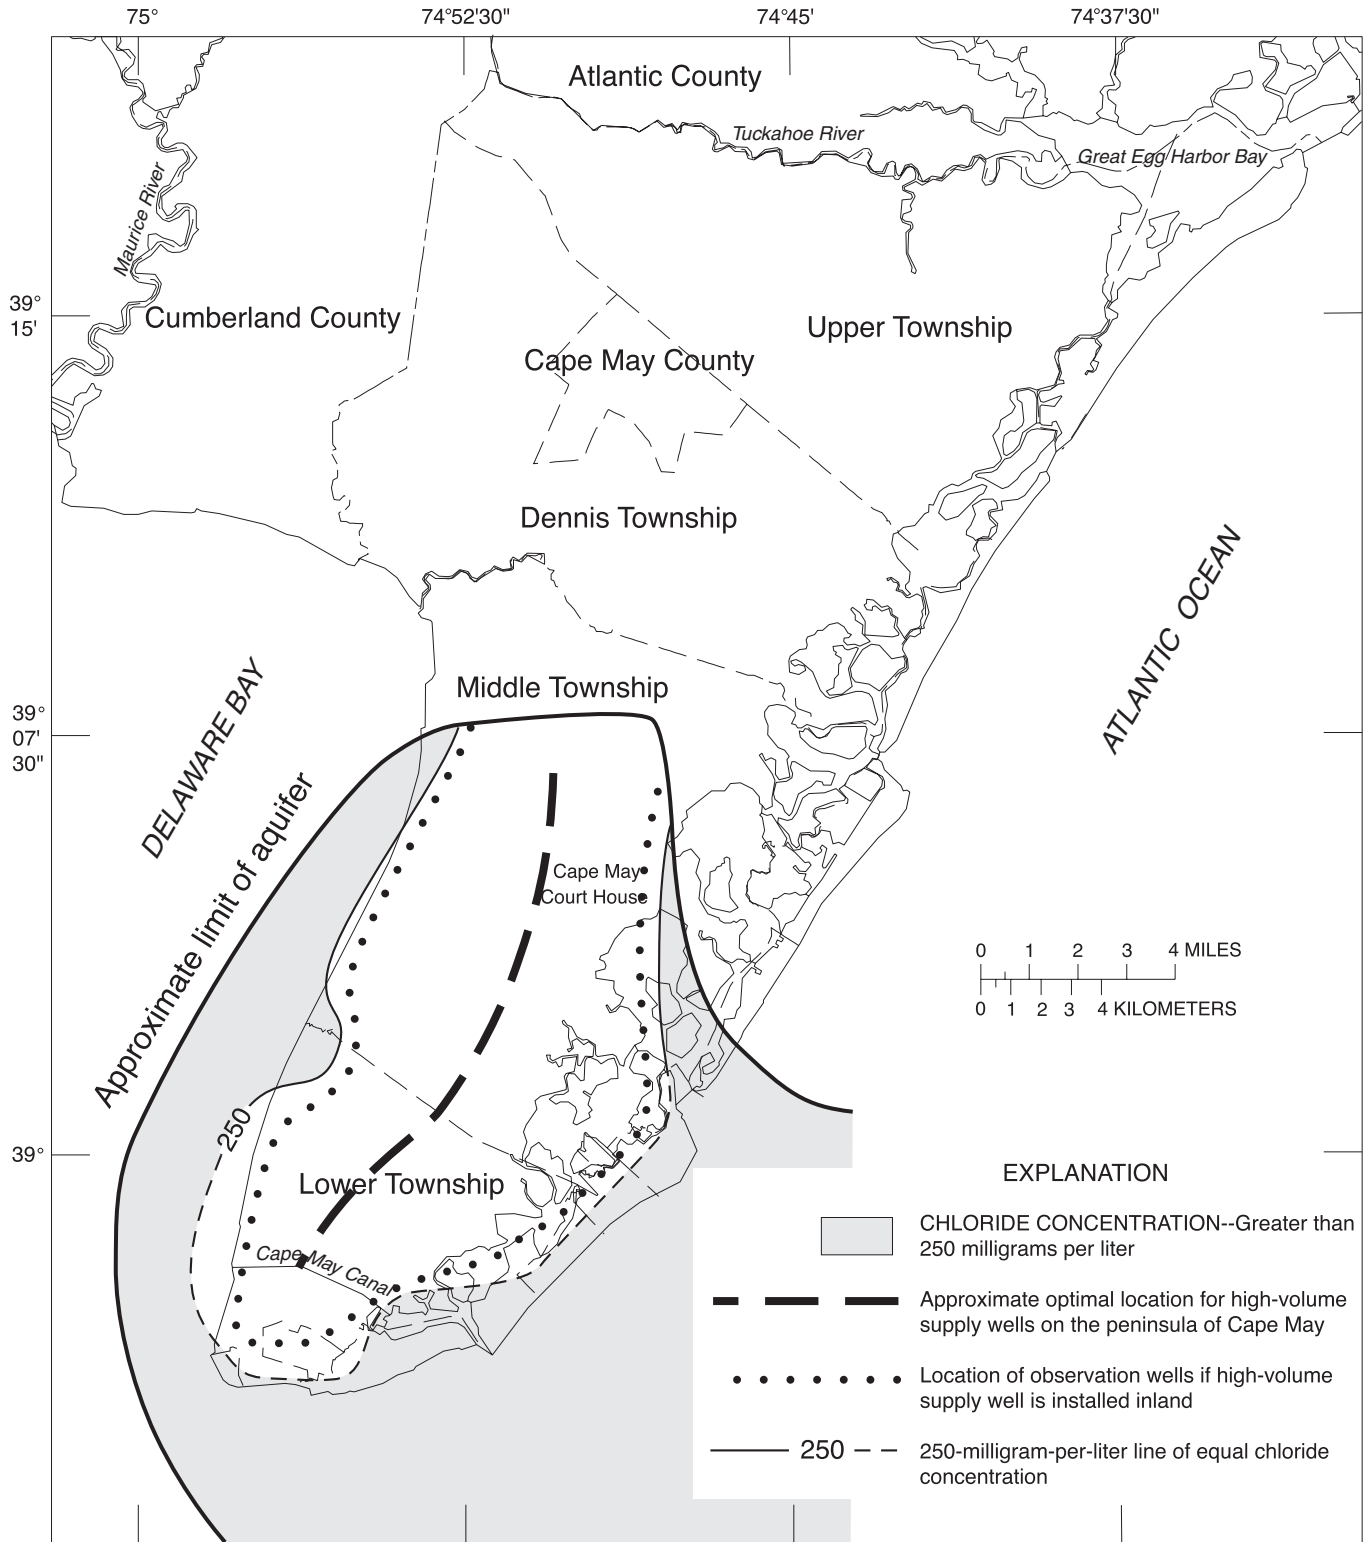 75°
74°52'30"
74°45'
74°37'30"
Atlantic County
Tuckahoe River
Great Egg Harbor Bay
Maurice River
39°
15'
Cumberland County
Upper Township
Cape May County
Dennis Township
ATLANTIC OCEAN
DELAWARE BAY
Middle Township
39°
07'
30"
Approximate limit of aquifer
Cape May
Court House
0 1 2 3 4 MILES
0 1 2 3 4 KILOMETERS
250
39°
Lower Township
Cape May Canal
EXPLANATION
CHLORIDE CONCENTRATION--Greater than
250 milligrams per liter
Approximate optimal location for high-volume
supply wells on the peninsula of Cape May
Location of observation wells if high-volume
supply well is installed inland
250
250-milligram-per-liter line of equal chloride
concentration